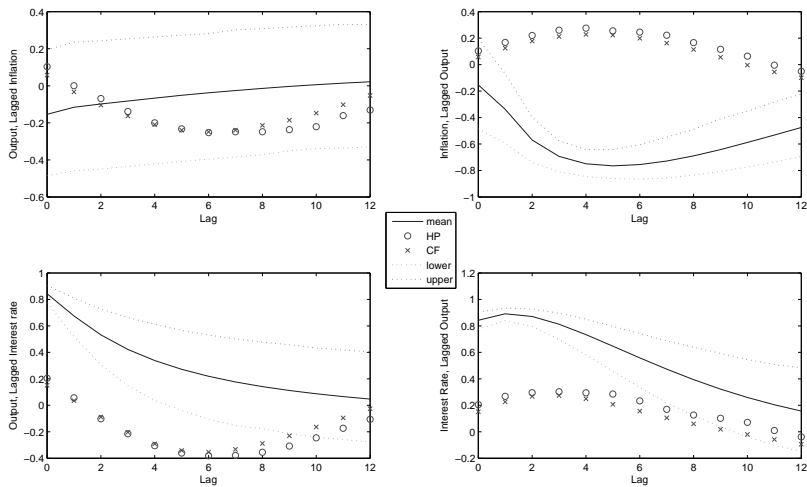 Output, Lagged Inflation
0.4
0.2
0
−0.2
−0.4
−0.6
0 2 4 6 8 10 12
Lag
Inflation, Lagged Output
0.4
0.2
0
−0.2
−0.4
−0.6
−0.8
−1
0 2 4 6 8 10 12
Lag
mean
HP
CF
lower
upper
Output, Lagged Interest rate
1
0.8
0.6
0.4
0.2
0
−0.2
−0.4
0 2 4 6 8 10 12
Lag
Interest Rate, Lagged Output
1.2
1
0.8
0.6
0.4
0.2
0
−0.2
0 2 4 6 8 10 12
Lag